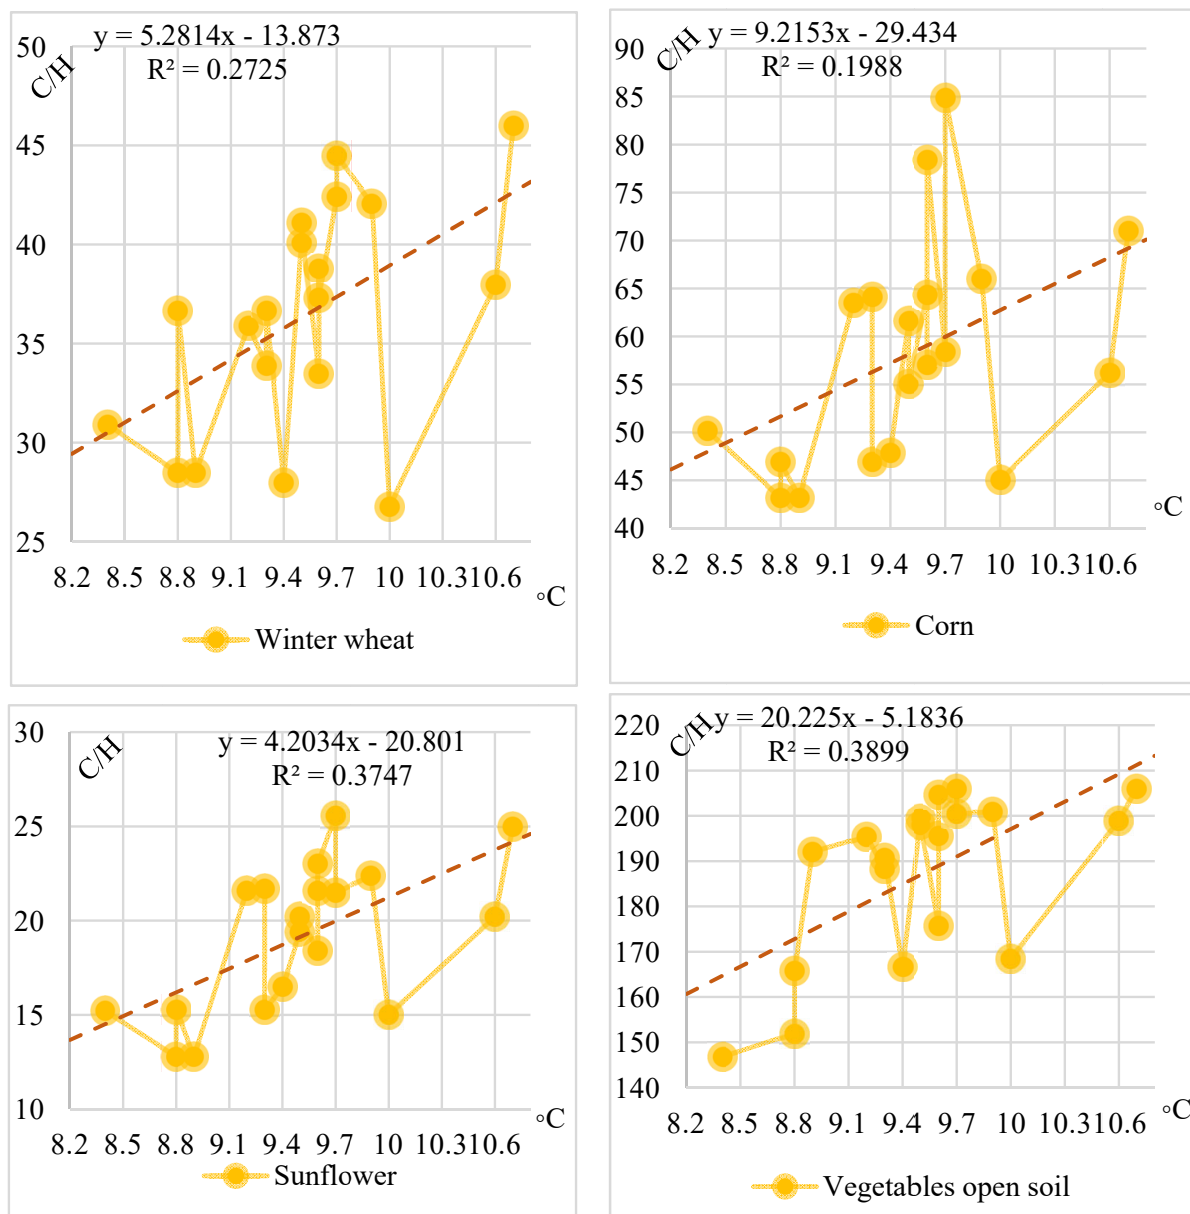 y = 5.2814x - 13.873
R² = 0.2725
C/H
50
45
40
35
30
25
8.2 8.5 8.8 9.1 9.4 9.7 10 10.3 10.6
°C
Winter wheat
y = 9.2153x - 29.434
R² = 0.1988
C/H
90
85
80
75
70
65
60
55
50
45
40
8.2 8.5 8.8 9.1 9.4 9.7 10 10.3 10.6
°C
Corn
y = 4.2034x - 20.801
R² = 0.3747
C/H
30
25
20
15
10
8.2 8.5 8.8 9.1 9.4 9.7 10 10.3 10.6
°C
Sunflower
y = 20.225x - 5.1836
R² = 0.3899
C/H
220
210
200
190
180
170
160
150
140
8.2 8.5 8.8 9.1 9.4 9.7 10 10.3 10.6
°C
Vegetables open soil